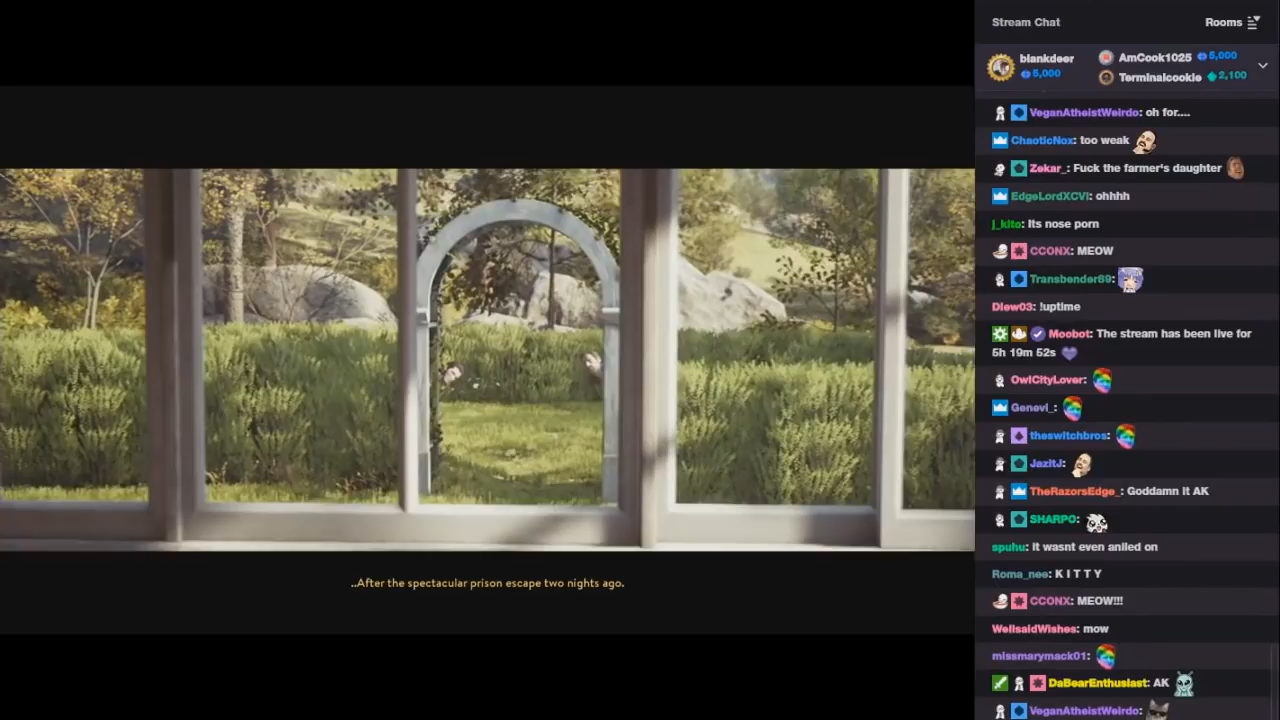 Stream Chat
Rooms
blankdeer
5,000
AmCook1025 5,000
Terminalcookie 2,100
VeganAtheistWeirdo: oh for....
ChaoticNox: too weak
Zekar_: Fuck the farmer's daughter
EdgeLordXCVI: ohhhh
j_kito: Its nose porn
CCONX: MEOW
Transbender69:
Dlew03: !uptime
Moobot: The stream has been live for
5h 19m 52s
OwlCityLover:
Genevi_:
theswitchbros:
JazitJ:
TheRazorsEdge_: Goddamn it AK
SHARPO:
spuhu: it wasnt even aniled on
Roma_nee: K I T T Y
CCONX: MEOW!!!
WellsaidWishes: mow
missmarymack01:
DaBearEnthusiast: AK
VeganAtheistWeirdo:
..After the spectacular prison escape two nights ago.